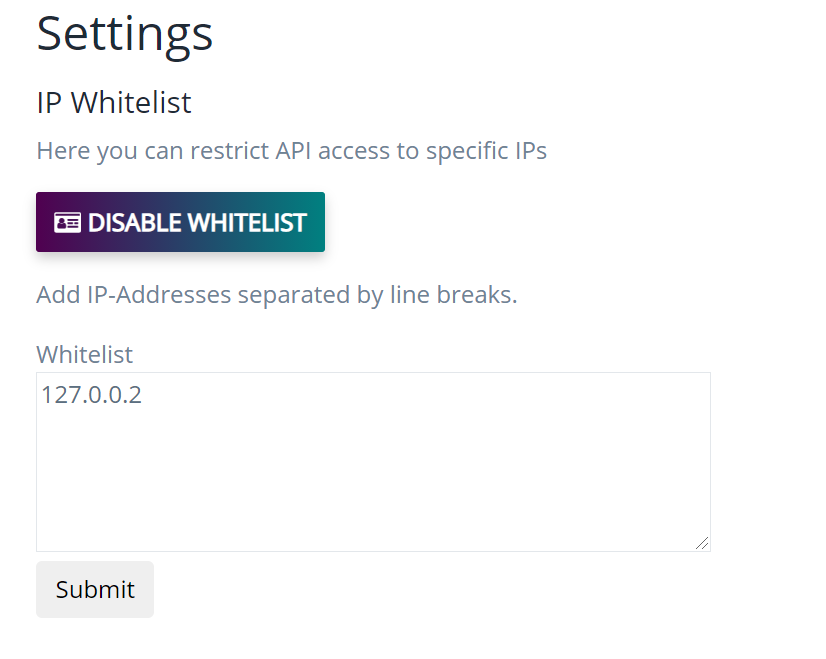 Settings
IP Whitelist
Here you can restrict API access to specific IPs
DISABLE WHITELIST
Add IP-Addresses separated by line breaks.
Whitelist
127.0.0.2
Submit